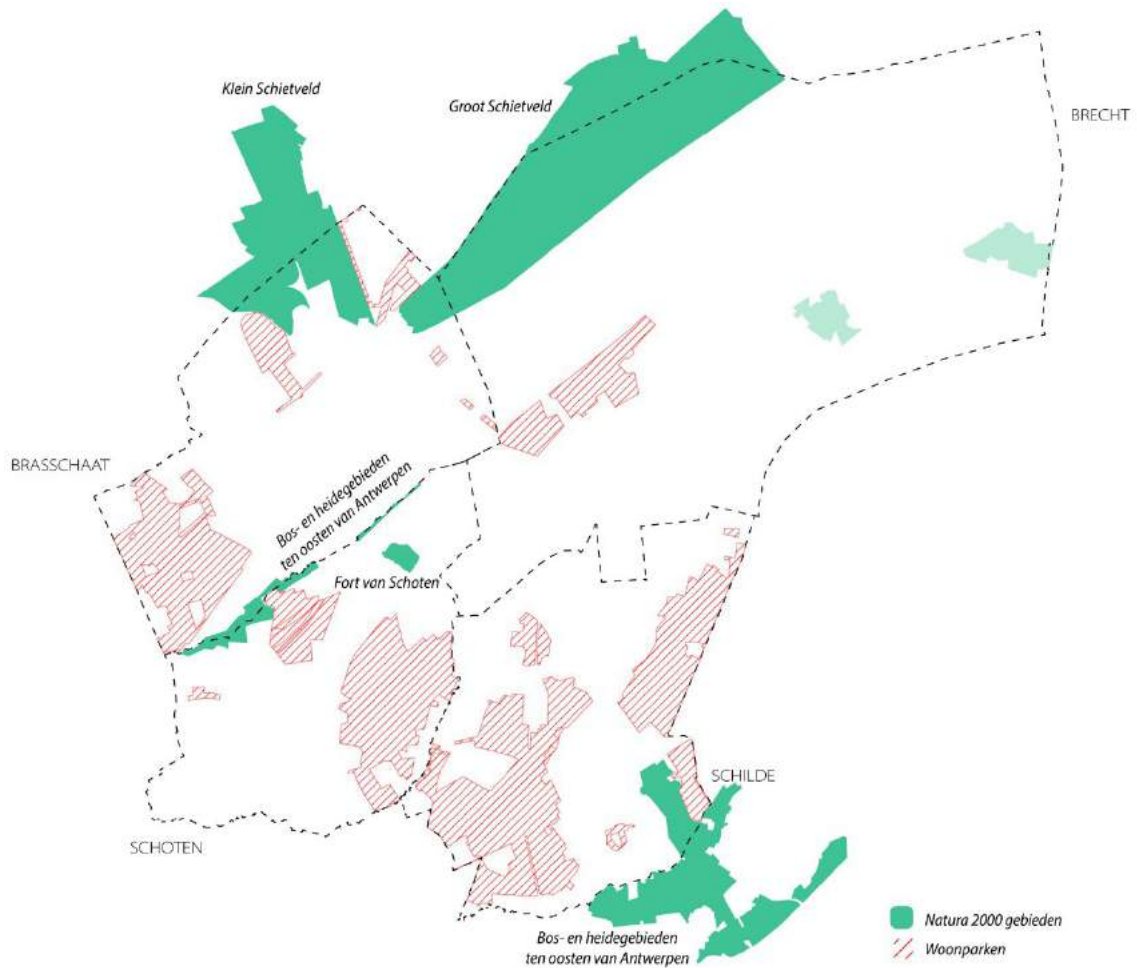 Klein Schietveld
Groot Schietveld
BRECHT
BRASSCHAAT
Bos- en heidegebieden
ten oosten van Antwerpen
Fort van Schoten
SCHILDE
SCHOTEN
Natura 2000 gebieden
Woonparken
Bos- en heidegebieden
ten oosten van Antwerpen